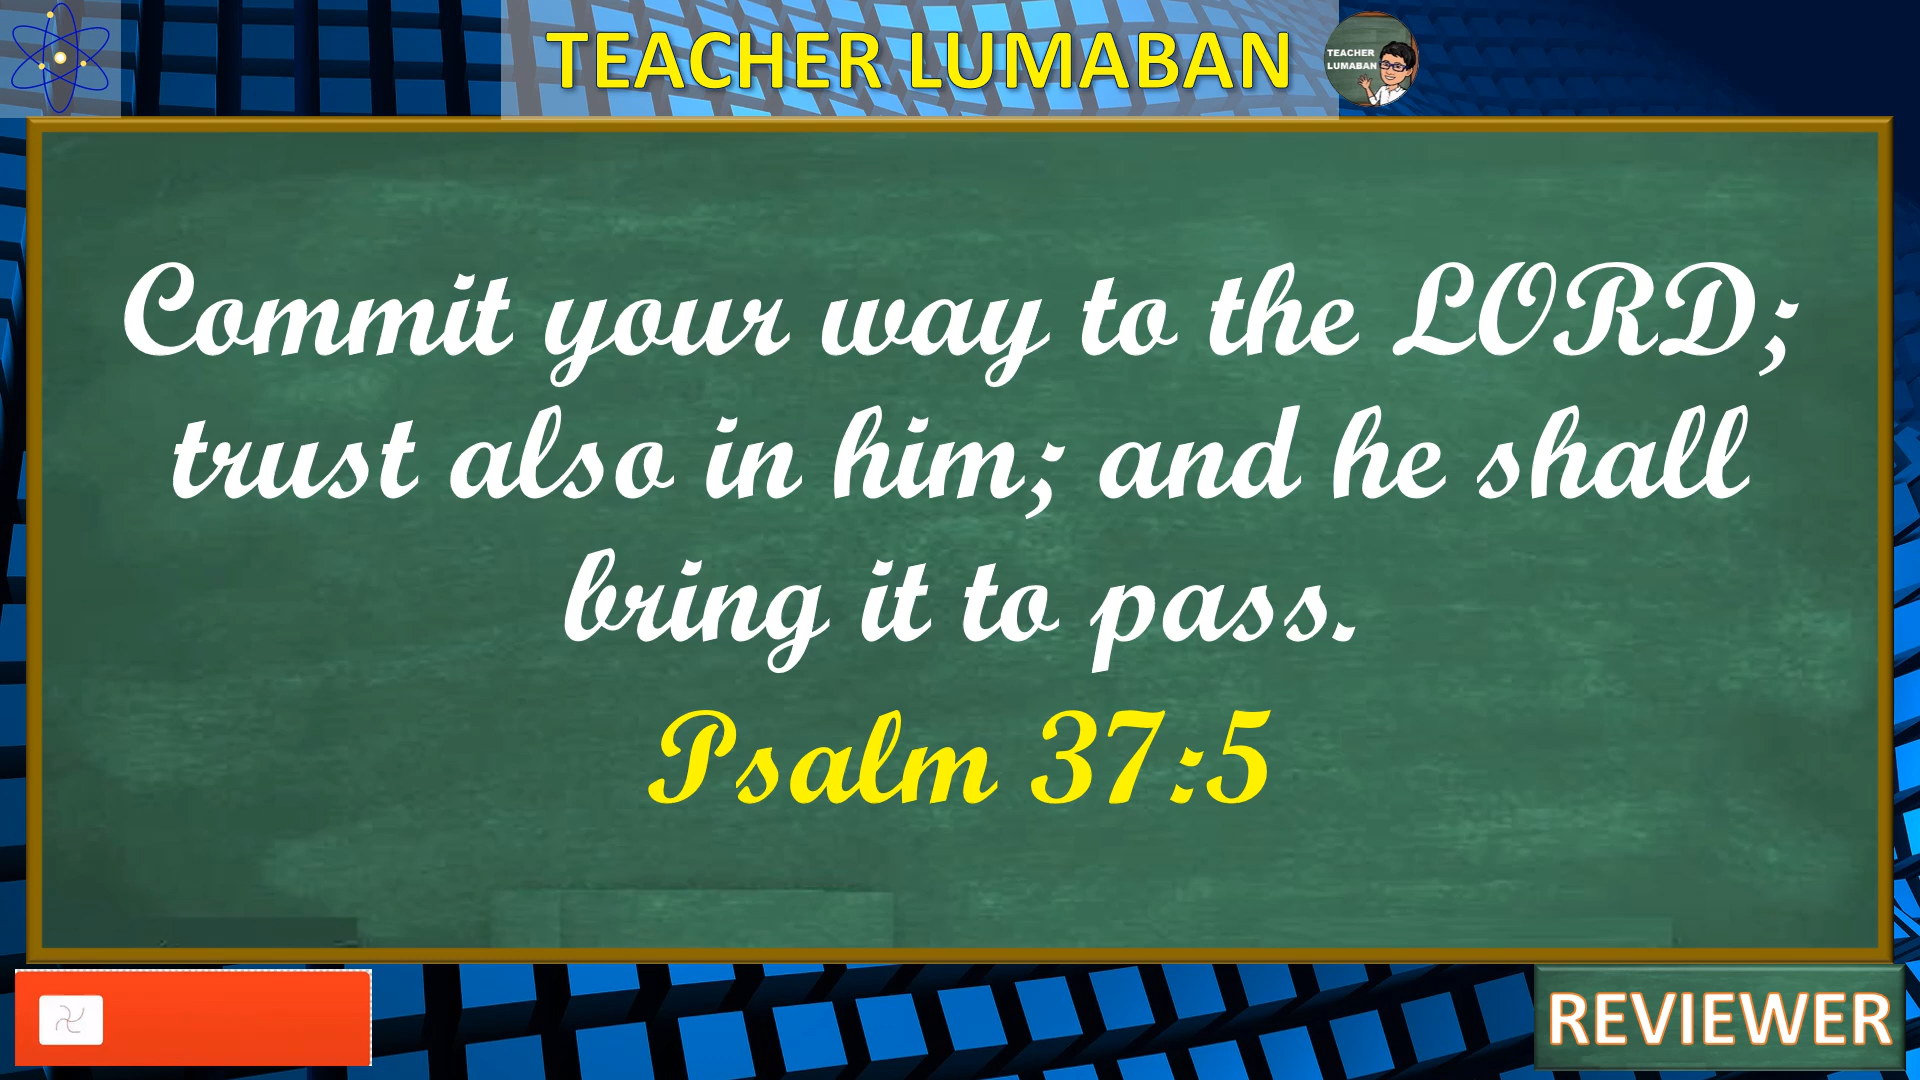 TEACHER LUMABAN
TEACHER
LUMABAN
Commit your way to the LORD;
trust also in him; and he shall
bring it to pass.
Psalm 37:5
REVIEWER